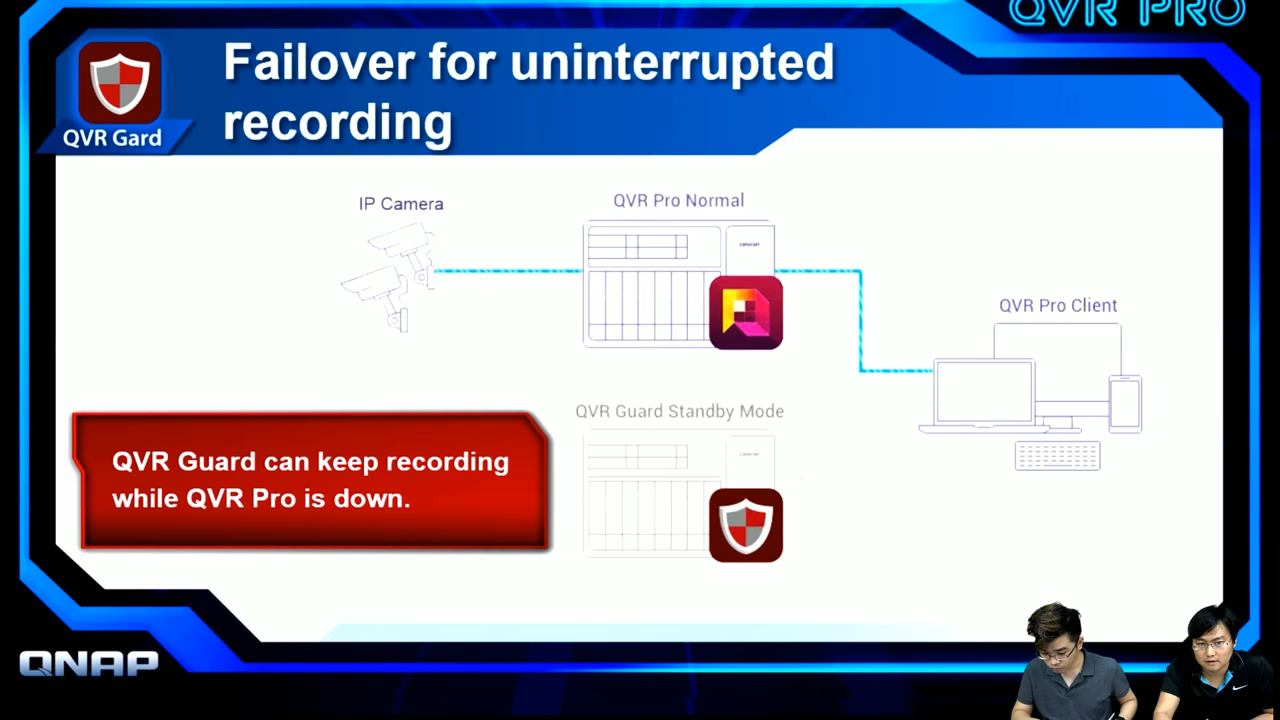 QVR PRO
Failover for uninterrupted
recording
QVR Gard
IP Camera
QVR Pro Normal
QVR Pro Client
QVR Guard Standby Mode
QVR Guard can keep recording
while QVR Pro is down.
QNAP